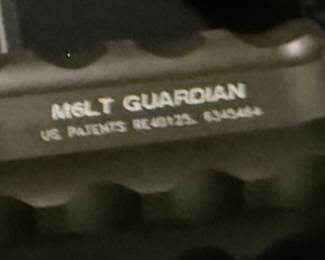 M6LT GUARDIAN
US PATENTS RE40125, 6345464